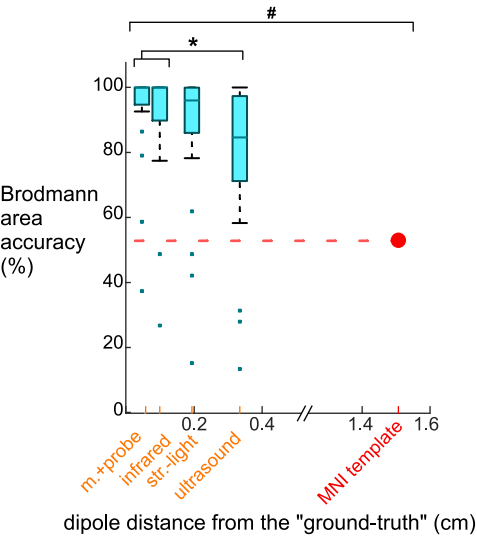 #
*
100
80
60
40
20
0
Brodmann
area
accuracy
(%)
0.2
0.4
//
1.4
1.6
m.+probe
infrared
str.-light
ultrasound
MNI template
dipole distance from the "ground-truth" (cm)